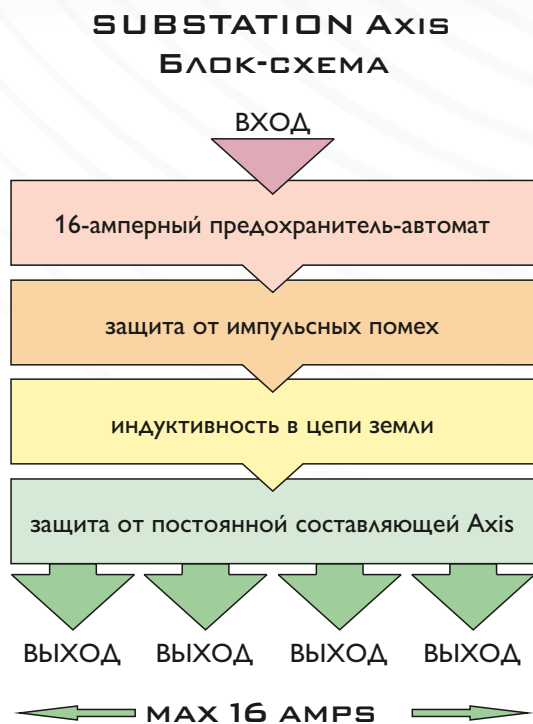 SUBSTATION Axis
Блок-схема
ВХОД
16-амперный предохранитель-автомат
защита от импульсных помех
индуктивность в цепи земли
защита от постоянной составляющей Axis
ВЫХОД ВЫХОД ВЫХОД ВЫХОД
MAX 16 AMPS